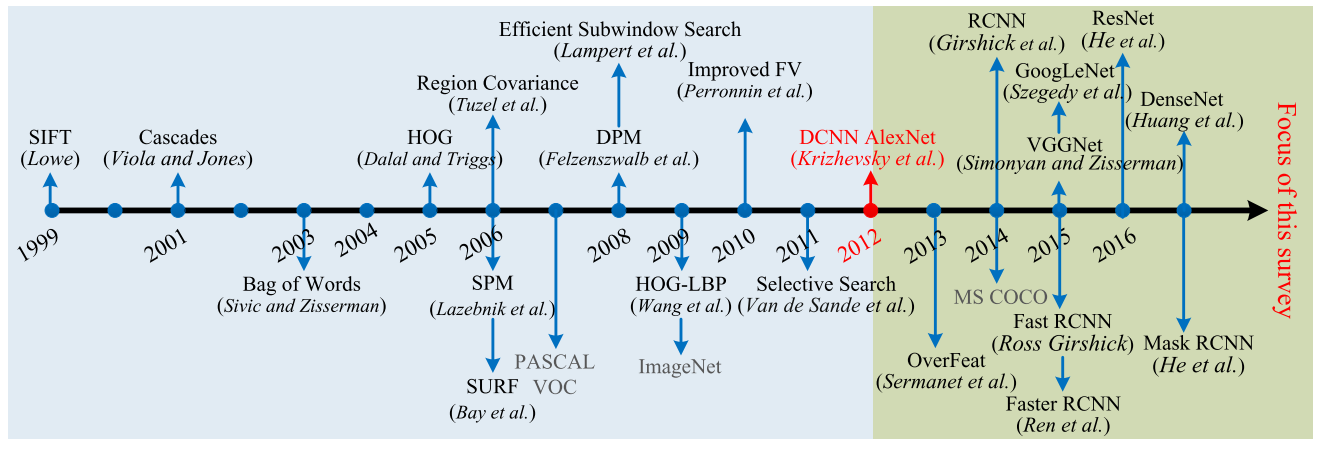 RCNN
(Girshick et al.)
ResNet
(He et al.)
Efficient Subwindow Search
(Lampert et al.)
Improved FV
(Perronnin et al.)
GoogLeNet
(Szegedy et al.)
Region Covariance
(Tuzel et al.)
DenseNet
(Huang et al.)
SIFT
(Lowe)
Cascades
(Viola and Jones)
HOG
(Dalal and Triggs)
DPM
(Felzenszwalb et al.)
DCNN AlexNet
(Krizhevsky et al.)
VGGNet
(Simonyan and Zisserman)
Focus of this survey
1999
2001
2003
2004
2005
2006
2008
2009
2010
2011
2012
2013
2014
2015
2016
Bag of Words
(Sivic and Zisserman)
SPM
(Lazebnik et al.)
HOG-LBP
(Wang et al.)
Selective Search
(Van de Sande et al.)
MS COCO
Fast RCNN
(Ross Girshick)
Mask RCNN
(He et al.)
PASCAL
VOC
ImageNet
OverFeat
(Sermanet et al.)
SURF
(Bay et al.)
Faster RCNN
(Ren et al.)